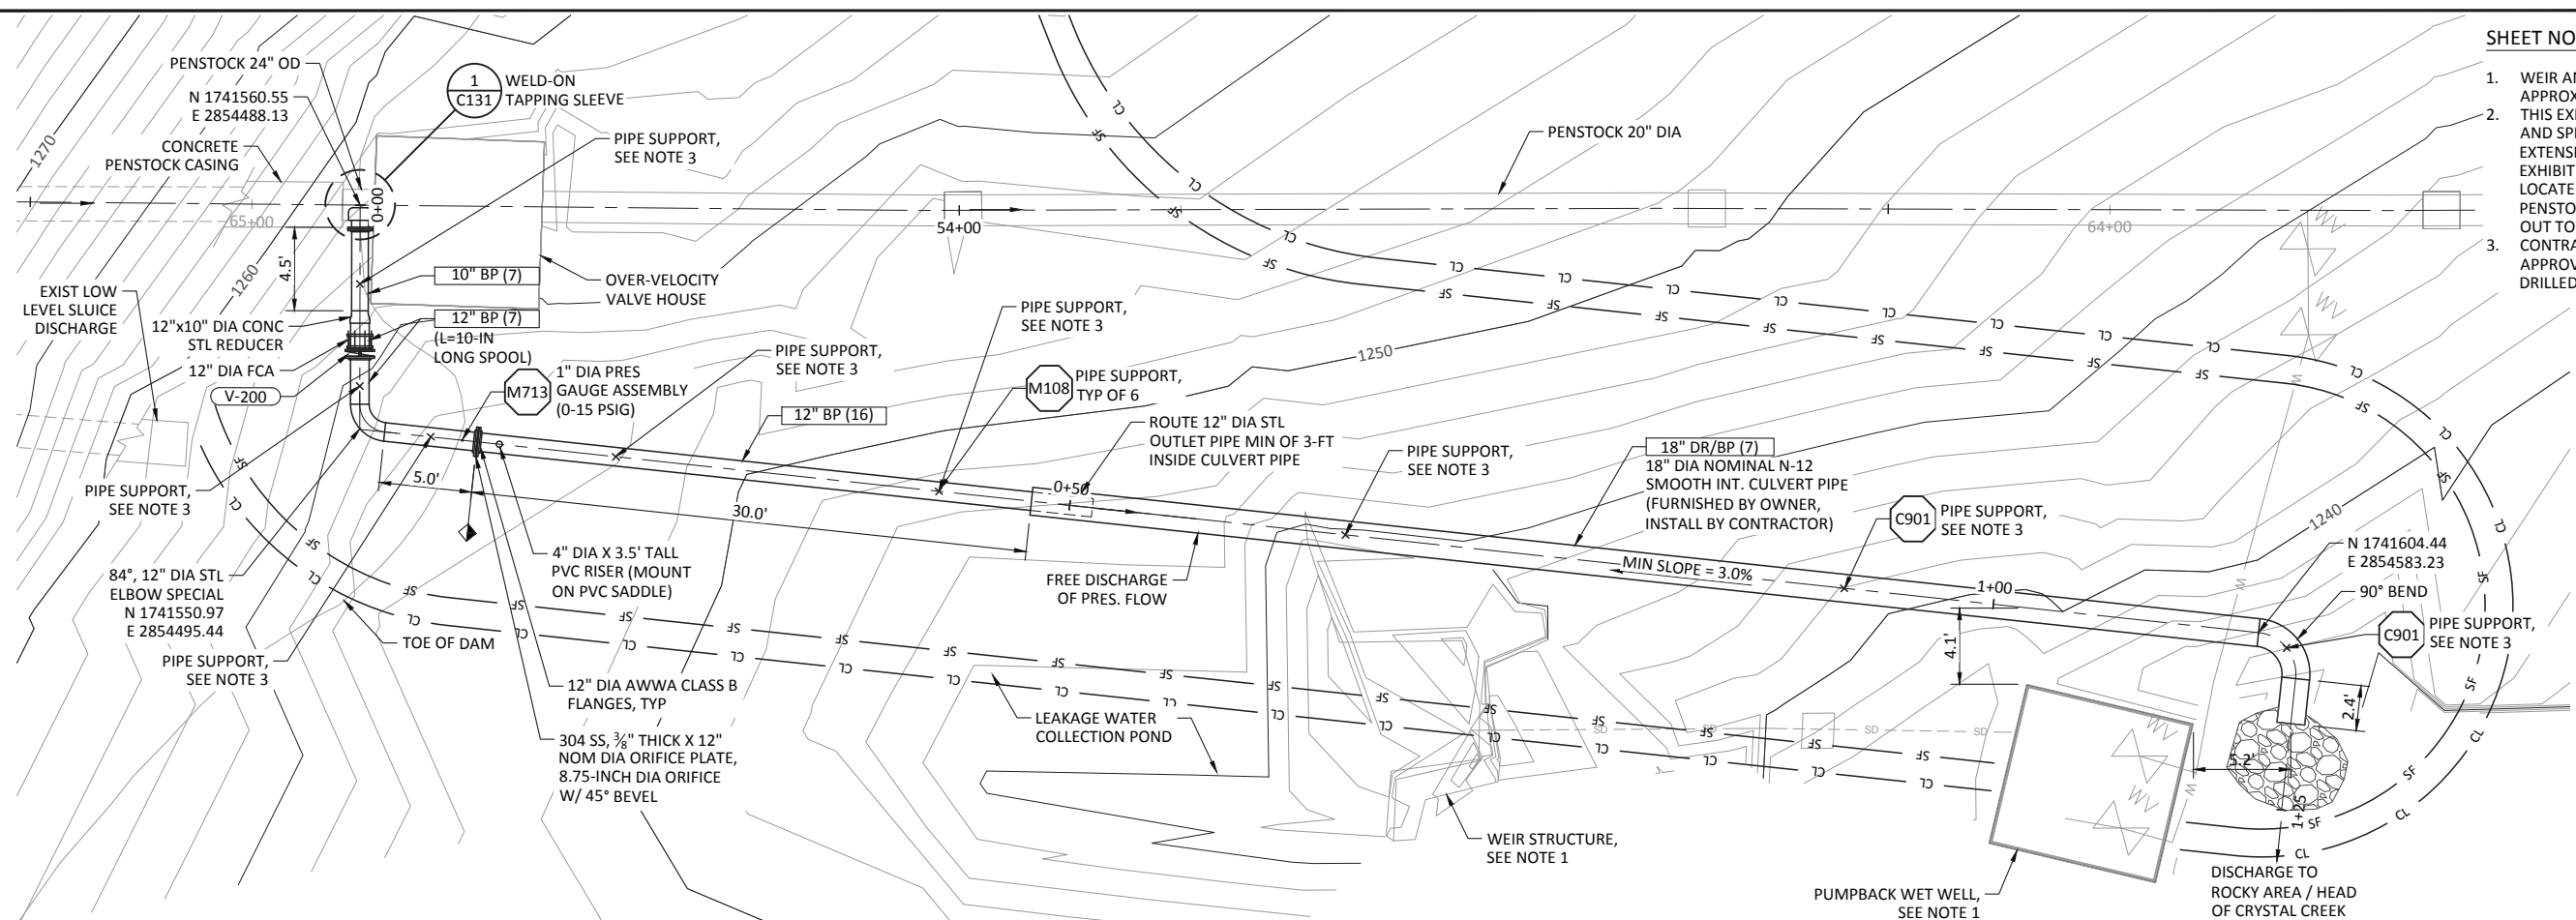 PENSTOCK 24" OD
N 1741560.55
E 2854488.13
CONCRETE
PENSTOCK CASING
1
C131
WELD-ON
TAPPING SLEEVE
PIPE SUPPORT,
SEE NOTE 3
PENSTOCK 20" DIA
SHEET NO
1. WEIR AN
APPROX
2. THIS EXI
AND SPI
EXTENSI
EXHIBIT
LOCATE
PENSTO
OUT TO
3. CONTRA
APPROV
DRILLED
1270
1260
65+00
0+00
54+00
64+00
4.5'
10" BP (7)
OVER-VELOCITY
VALVE HOUSE
EXIST LOW
LEVEL SLUICE
DISCHARGE
12"x10" DIA CONC
STL REDUCER
12" BP (7)
(L=10-IN
LONG SPOOL)
12" DIA FCA
V-200
M713
1" DIA PRES
GAUGE ASSEMBLY
(0-15 PSIG)
PIPE SUPPORT,
SEE NOTE 3
12" BP (16)
PIPE SUPPORT,
SEE NOTE 3
M108
PIPE SUPPORT,
TYP OF 6
ROUTE 12" DIA STL
OUTLET PIPE MIN OF 3-FT
INSIDE CULVERT PIPE
1250
PIPE SUPPORT,
SEE NOTE 3
18" DR/BP (7)
18" DIA NOMINAL N-12
SMOOTH INT. CULVERT PIPE
(FURNISHED BY OWNER,
INSTALL BY CONTRACTOR)
C901
PIPE SUPPORT,
SEE NOTE 3
1240
N 1741604.44
E 2854583.23
90° BEND
C901
PIPE SUPPORT,
SEE NOTE 3
PIPE SUPPORT,
SEE NOTE 3
5.0'
30.0'
0+50
MIN SLOPE = 3.0%
1+00
4.1'
2.4'
5.2'
1+25
84°, 12" DIA STL
ELBOW SPECIAL
N 1741550.97
E 2854495.44
PIPE SUPPORT,
SEE NOTE 3
TOE OF DAM
4" DIA X 3.5' TALL
PVC RISER (MOUNT
ON PVC SADDLE)
FREE DISCHARGE
OF PRES. FLOW
12" DIA AWWA CLASS B
FLANGES, TYP
304 SS, ⅜" THICK X 12"
NOM DIA ORIFICE PLATE,
8.75-INCH DIA ORIFICE
W/ 45° BEVEL
LEAKAGE WATER
COLLECTION POND
WEIR STRUCTURE,
SEE NOTE 1
PUMPBACK WET WELL,
SEE NOTE 1
DISCHARGE TO
ROCKY AREA / HEAD
OF CRYSTAL CREEK
CL
SF
SD
W